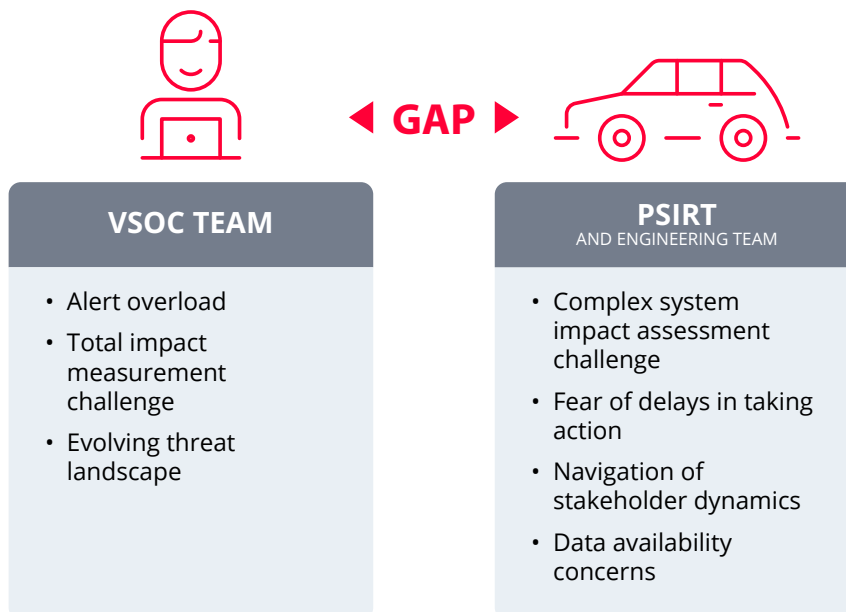 GAP
VSOC TEAM
• Alert overload
• Total impact
measurement
challenge
• Evolving threat
landscape
PSIRT
AND ENGINEERING TEAM
• Complex system
impact assessment
challenge
• Fear of delays in taking
action
• Navigation of
stakeholder dynamics
• Data availability
concerns